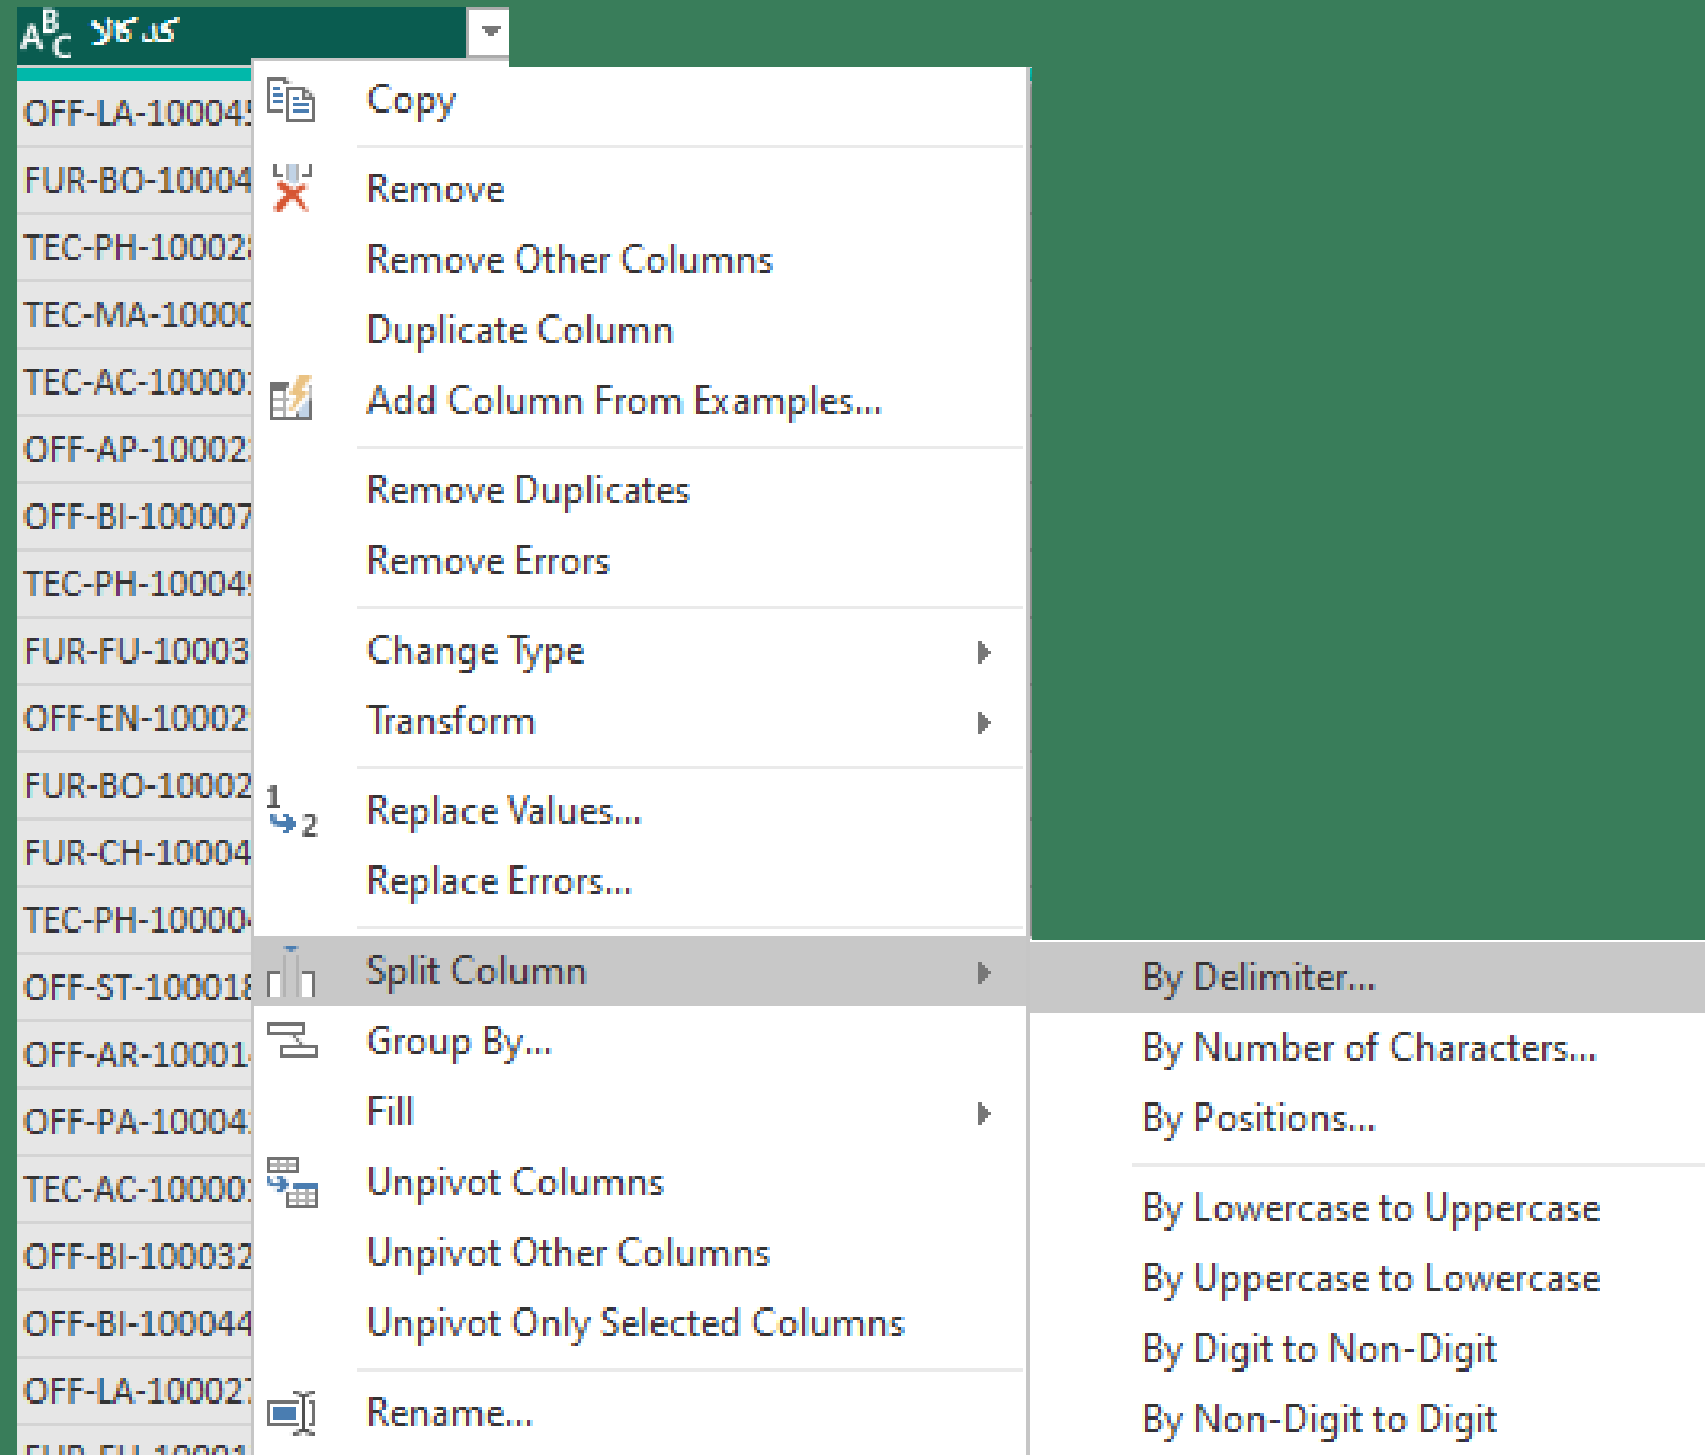 ABC کد کالا
OFF-LA-10004
FUR-BO-10004
TEC-PH-10002
TEC-MA-1000
TEC-AC-10000
OFF-AP-10002
OFF-BI-100007
TEC-PH-10004
FUR-FU-10003
OFF-EN-10002
FUR-BO-10002
FUR-CH-10004
TEC-PH-10000
OFF-ST-100018
OFF-AR-10001
OFF-PA-10004
TEC-AC-10000
OFF-BI-100032
OFF-BI-100044
OFF-LA-10002
Copy
Remove
Remove Other Columns
Duplicate Column
Add Column From Examples...
Remove Duplicates
Remove Errors
Change Type
Transform
1
2
Replace Values...
Replace Errors...
Split Column
Group By...
Fill
Unpivot Columns
Unpivot Other Columns
Unpivot Only Selected Columns
Rename...
By Delimiter...
By Number of Characters...
By Positions...
By Lowercase to Uppercase
By Uppercase to Lowercase
By Digit to Non-Digit
By Non-Digit to Digit